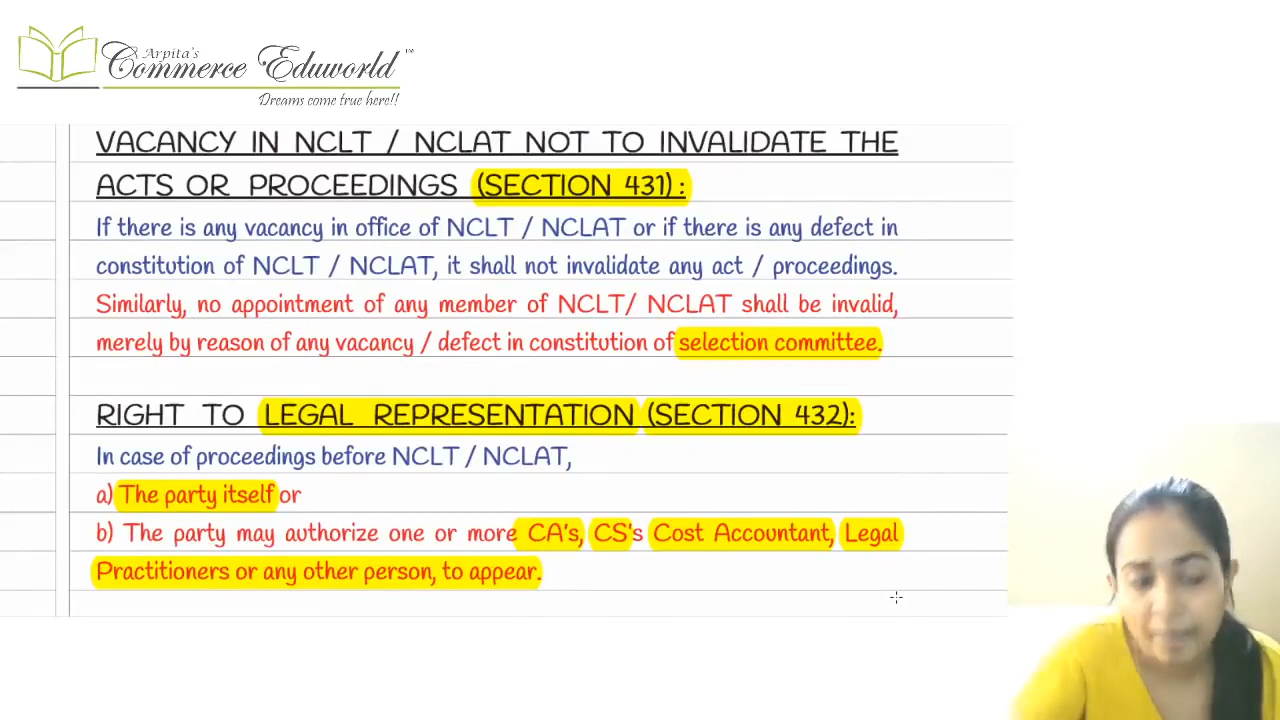 Arpita's
Commerce Eduworld™
Dreams come true here!!
VACANCY IN NCLT / NCLAT NOT TO INVALIDATE THE
ACTS OR PROCEEDINGS (SECTION 431) :
If there is any vacancy in office of NCLT / NCLAT or if there is any defect in
constitution of NCLT / NCLAT, it shall not invalidate any act / proceedings.
Similarly, no appointment of any member of NCLT/ NCLAT shall be invalid,
merely by reason of any vacancy / defect in constitution of selection committee.
RIGHT TO LEGAL REPRESENTATION (SECTION 432):
In case of proceedings before NCLT / NCLAT,
a) The party itself or
b) The party may authorize one or more CA's, CS's Cost Accountant, Legal
Practitioners or any other person, to appear.